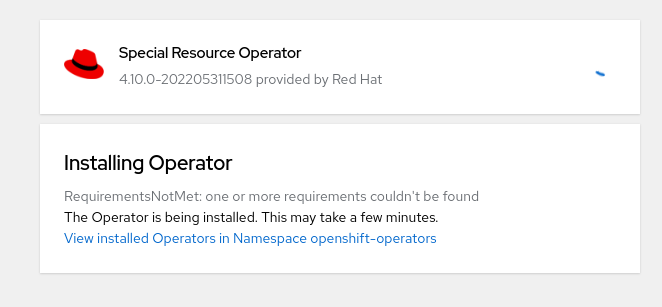 Special Resource Operator
4.10.0-202205311508 provided by Red Hat
Installing Operator
RequirementsNotMet: one or more requirements couldn't be found
The Operator is being installed. This may take a few minutes.
View installed Operators in Namespace openshift-operators